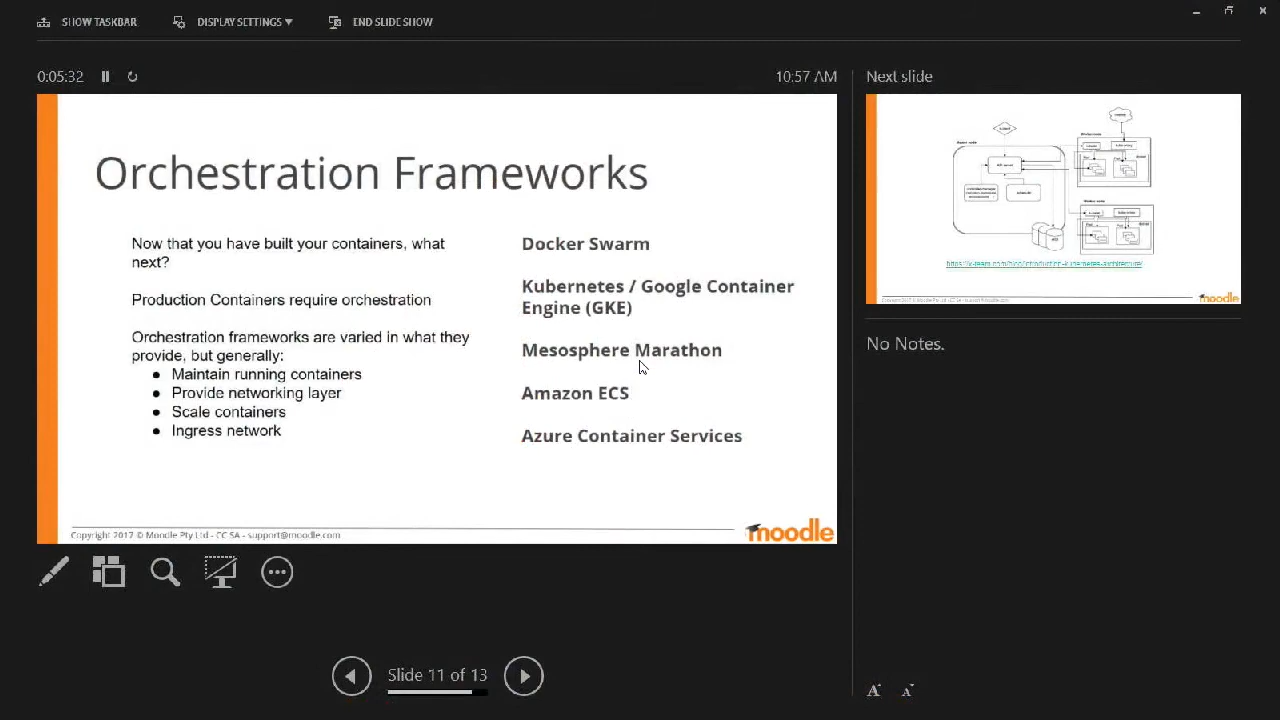 SHOW TASKBAR
DISPLAY SETTINGS
END SLIDE SHOW
0:05:32
10:57 AM
Orchestration Frameworks
Now that you have built your containers, what
next?
Production Containers require orchestration
Orchestration frameworks are varied in what they
provide, but generally:
● Maintain running containers
● Provide networking layer
● Scale containers
● Ingress network
Docker Swarm
Kubernetes / Google Container
Engine (GKE)
Mesosphere Marathon
Amazon ECS
Azure Container Services
Copyright 2017 © Moodle Pty Ltd - CC SA - support@moodle.com
moodle
Slide 11 of 13
Next slide
moodle
No Notes.
A
A